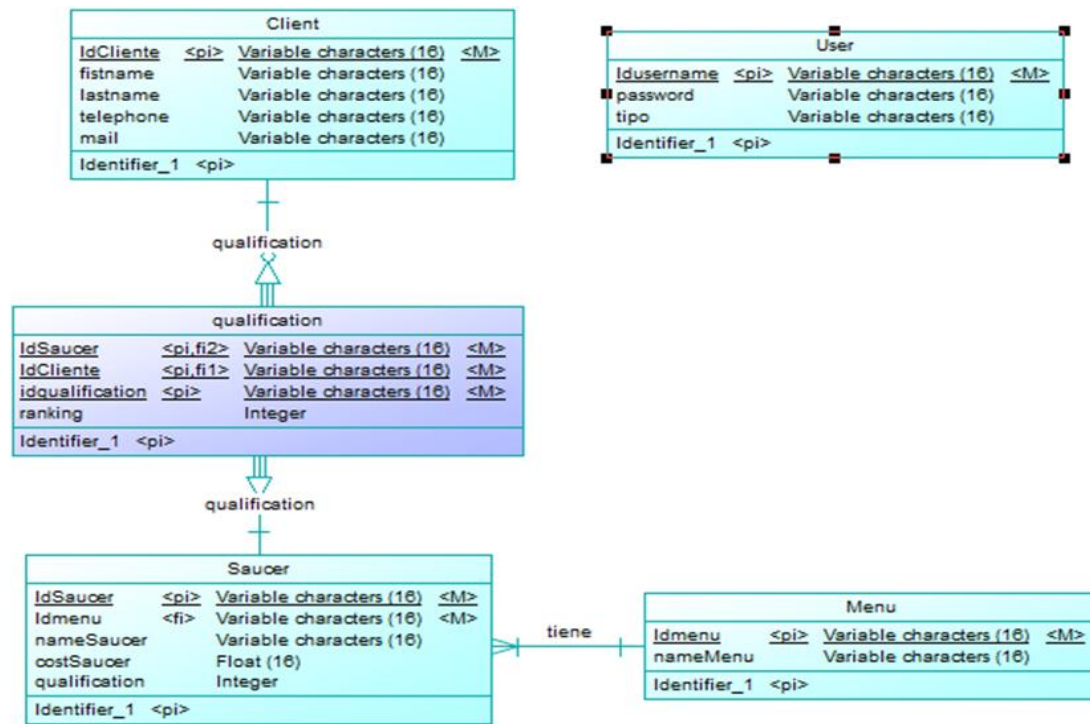 Client
IdCliente <pi> Variable characters (16) <M>
fistname Variable characters (16)
lastname Variable characters (16)
telephone Variable characters (16)
mail Variable characters (16)
Identifier_1 <pi>
User
Idusername <pi> Variable characters (16) <M>
password Variable characters (16)
tipo Variable characters (16)
Identifier_1 <pi>
qualification
qualification
IdSaucer <pi,fi2> Variable characters (16) <M>
IdCliente <pi,fi1> Variable characters (16) <M>
idqualification <pi> Variable characters (16) <M>
ranking Integer
Identifier_1 <pi>
qualification
Saucer
IdSaucer <pi> Variable characters (16) <M>
Idmenu <fi> Variable characters (16) <M>
nameSaucer Variable characters (16)
costSaucer Float (16)
qualification Integer
Identifier_1 <pi>
tiene
Menu
Idmenu <pi> Variable characters (16) <M>
nameMenu Variable characters (16)
Identifier_1 <pi>